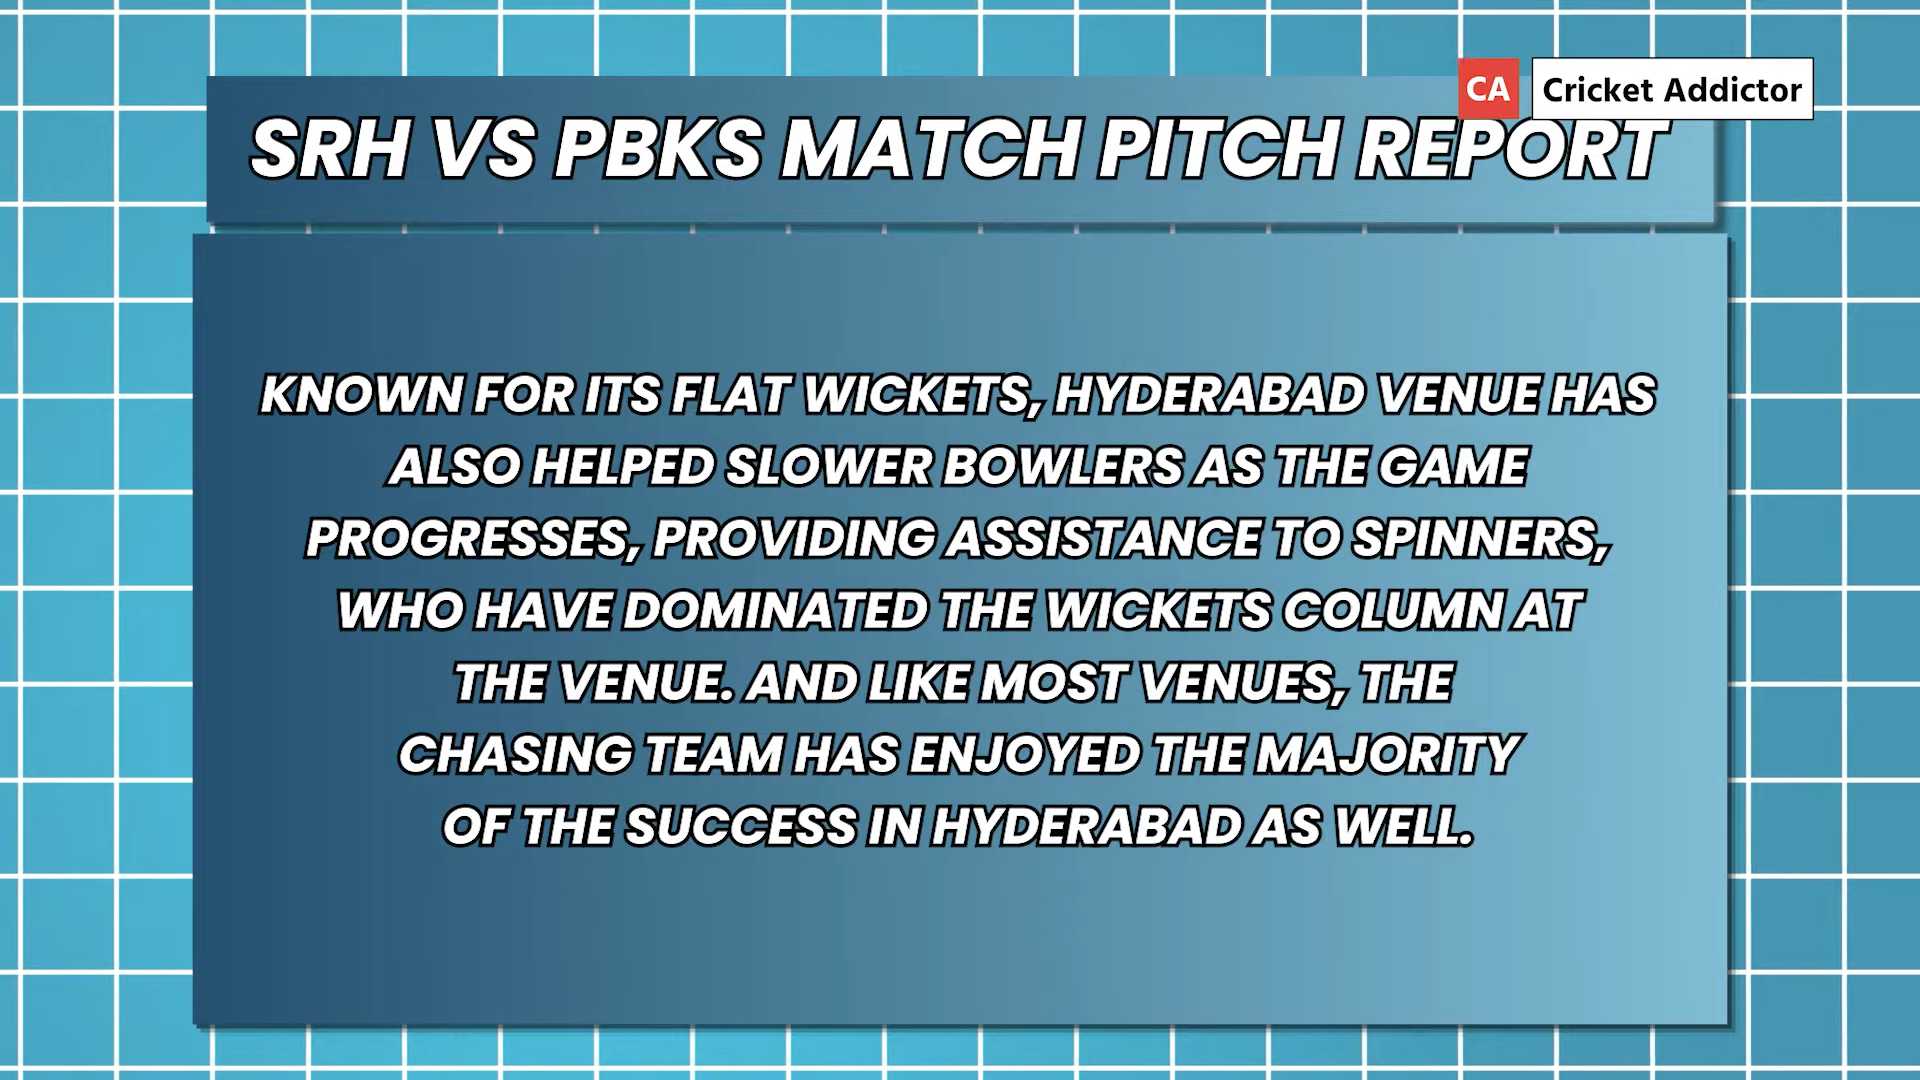 CA Cricket Addictor
SRH VS PBKS MATCH PITCH REPORT
KNOWN FOR ITS FLAT WICKETS, HYDERABAD VENUE HAS
ALSO HELPED SLOWER BOWLERS AS THE GAME
PROGRESSES, PROVIDING ASSISTANCE TO SPINNERS,
WHO HAVE DOMINATED THE WICKETS COLUMN AT
THE VENUE. AND LIKE MOST VENUES, THE
CHASING TEAM HAS ENJOYED THE MAJORITY
OF THE SUCCESS IN HYDERABAD AS WELL.